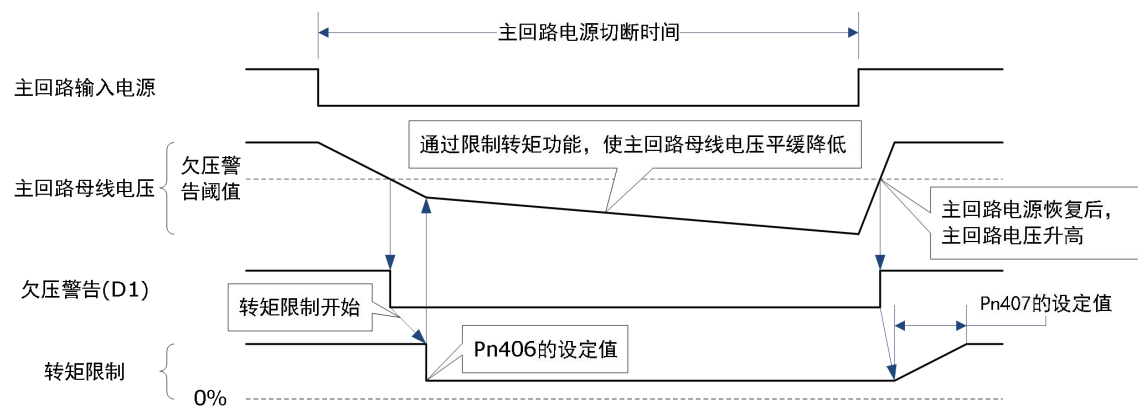 主回路电源切断时间
主回路输入电源
通过限制转矩功能，使主回路母线电压平缓降低
欠压警
告阈值
主回路母线电压
主回路电源恢复后，
主回路电压升高
欠压警告(D1)
转矩限制开始
Pn407的设定值
Pn406的设定值
转矩限制
0%